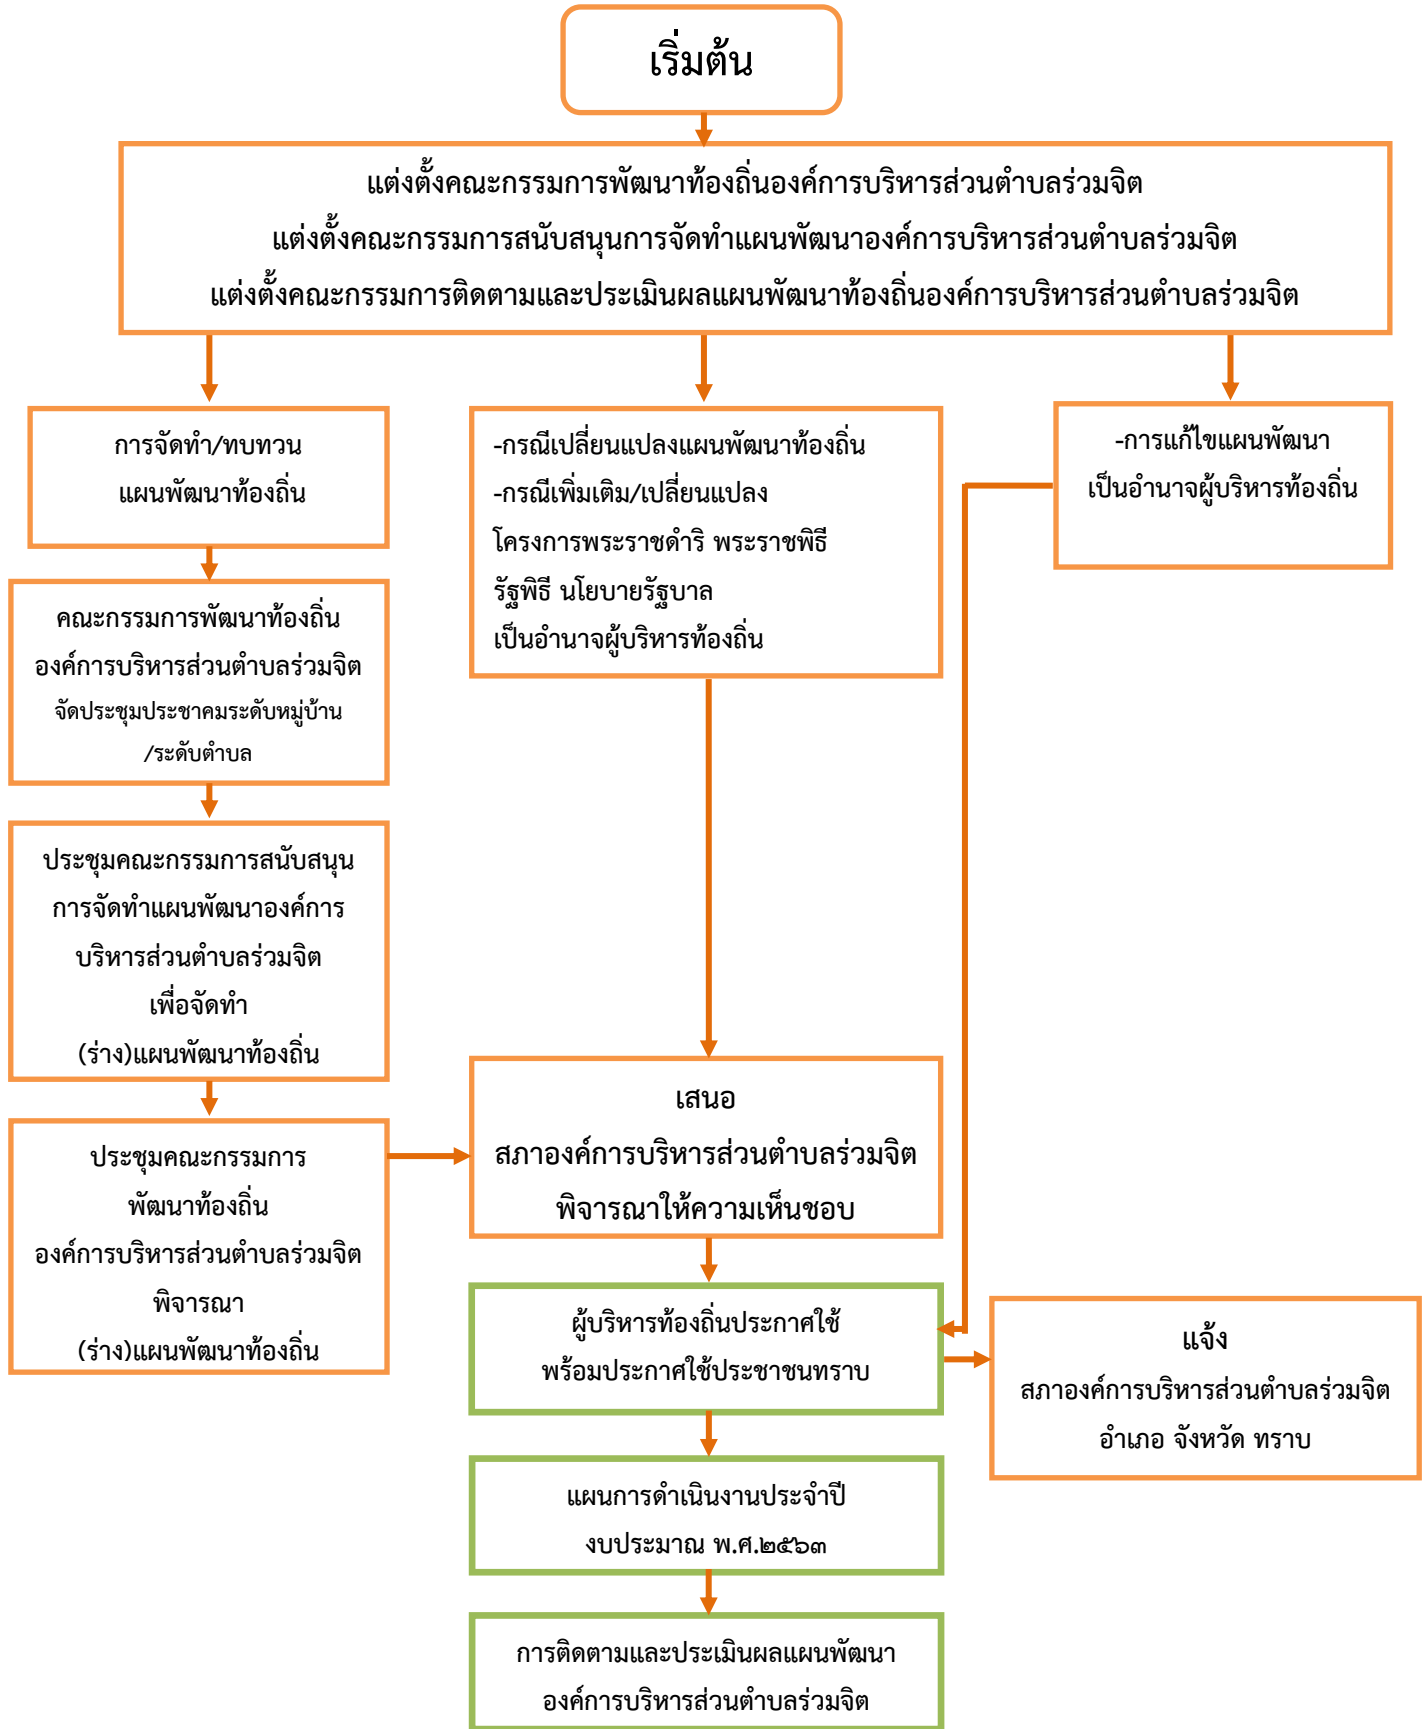 เริ่มต้น
แต่งตั้งคณะกรรมการพัฒนาท้องถิ่นองค์การบริหารส่วนตำบลร่วมจิต
แต่งตั้งคณะกรรมการสนับสนุนการจัดทำแผนพัฒนาองค์การบริหารส่วนตำบลร่วมจิต
แต่งตั้งคณะกรรมการติดตามและประเมินผลแผนพัฒนาท้องถิ่นองค์การบริหารส่วนตำบลร่วมจิต
การจัดทำ/ทบทวน
แผนพัฒนาท้องถิ่น
-กรณีเปลี่ยนแปลงแผนพัฒนาท้องถิ่น
-กรณีเพิ่มเติม/เปลี่ยนแปลง
โครงการพระราชดำริ พระราชพิธี
รัฐพิธี นโยบายรัฐบาล
เป็นอำนาจผู้บริหารท้องถิ่น
-การแก้ไขแผนพัฒนา
เป็นอำนาจผู้บริหารท้องถิ่น
คณะกรรมการพัฒนาท้องถิ่น
องค์การบริหารส่วนตำบลร่วมจิต
จัดประชุมประชาคมระดับหมู่บ้าน
/ระดับตำบล
ประชุมคณะกรรมการสนับสนุน
การจัดทำแผนพัฒนาองค์การ
บริหารส่วนตำบลร่วมจิต
เพื่อจัดทำ
(ร่าง)แผนพัฒนาท้องถิ่น
ประชุมคณะกรรมการ
พัฒนาท้องถิ่น
องค์การบริหารส่วนตำบลร่วมจิต
พิจารณา
(ร่าง)แผนพัฒนาท้องถิ่น
เสนอ
สภาองค์การบริหารส่วนตำบลร่วมจิต
พิจารณาให้ความเห็นชอบ
ผู้บริหารท้องถิ่นประกาศใช้
พร้อมประกาศใช้ประชาชนทราบ
แจ้ง
สภาองค์การบริหารส่วนตำบลร่วมจิต
อำเภอ จังหวัด ทราบ
แผนการดำเนินงานประจำปี
งบประมาณ พ.ศ.๒๕๖๓
การติดตามและประเมินผลแผนพัฒนา
องค์การบริหารส่วนตำบลร่วมจิต